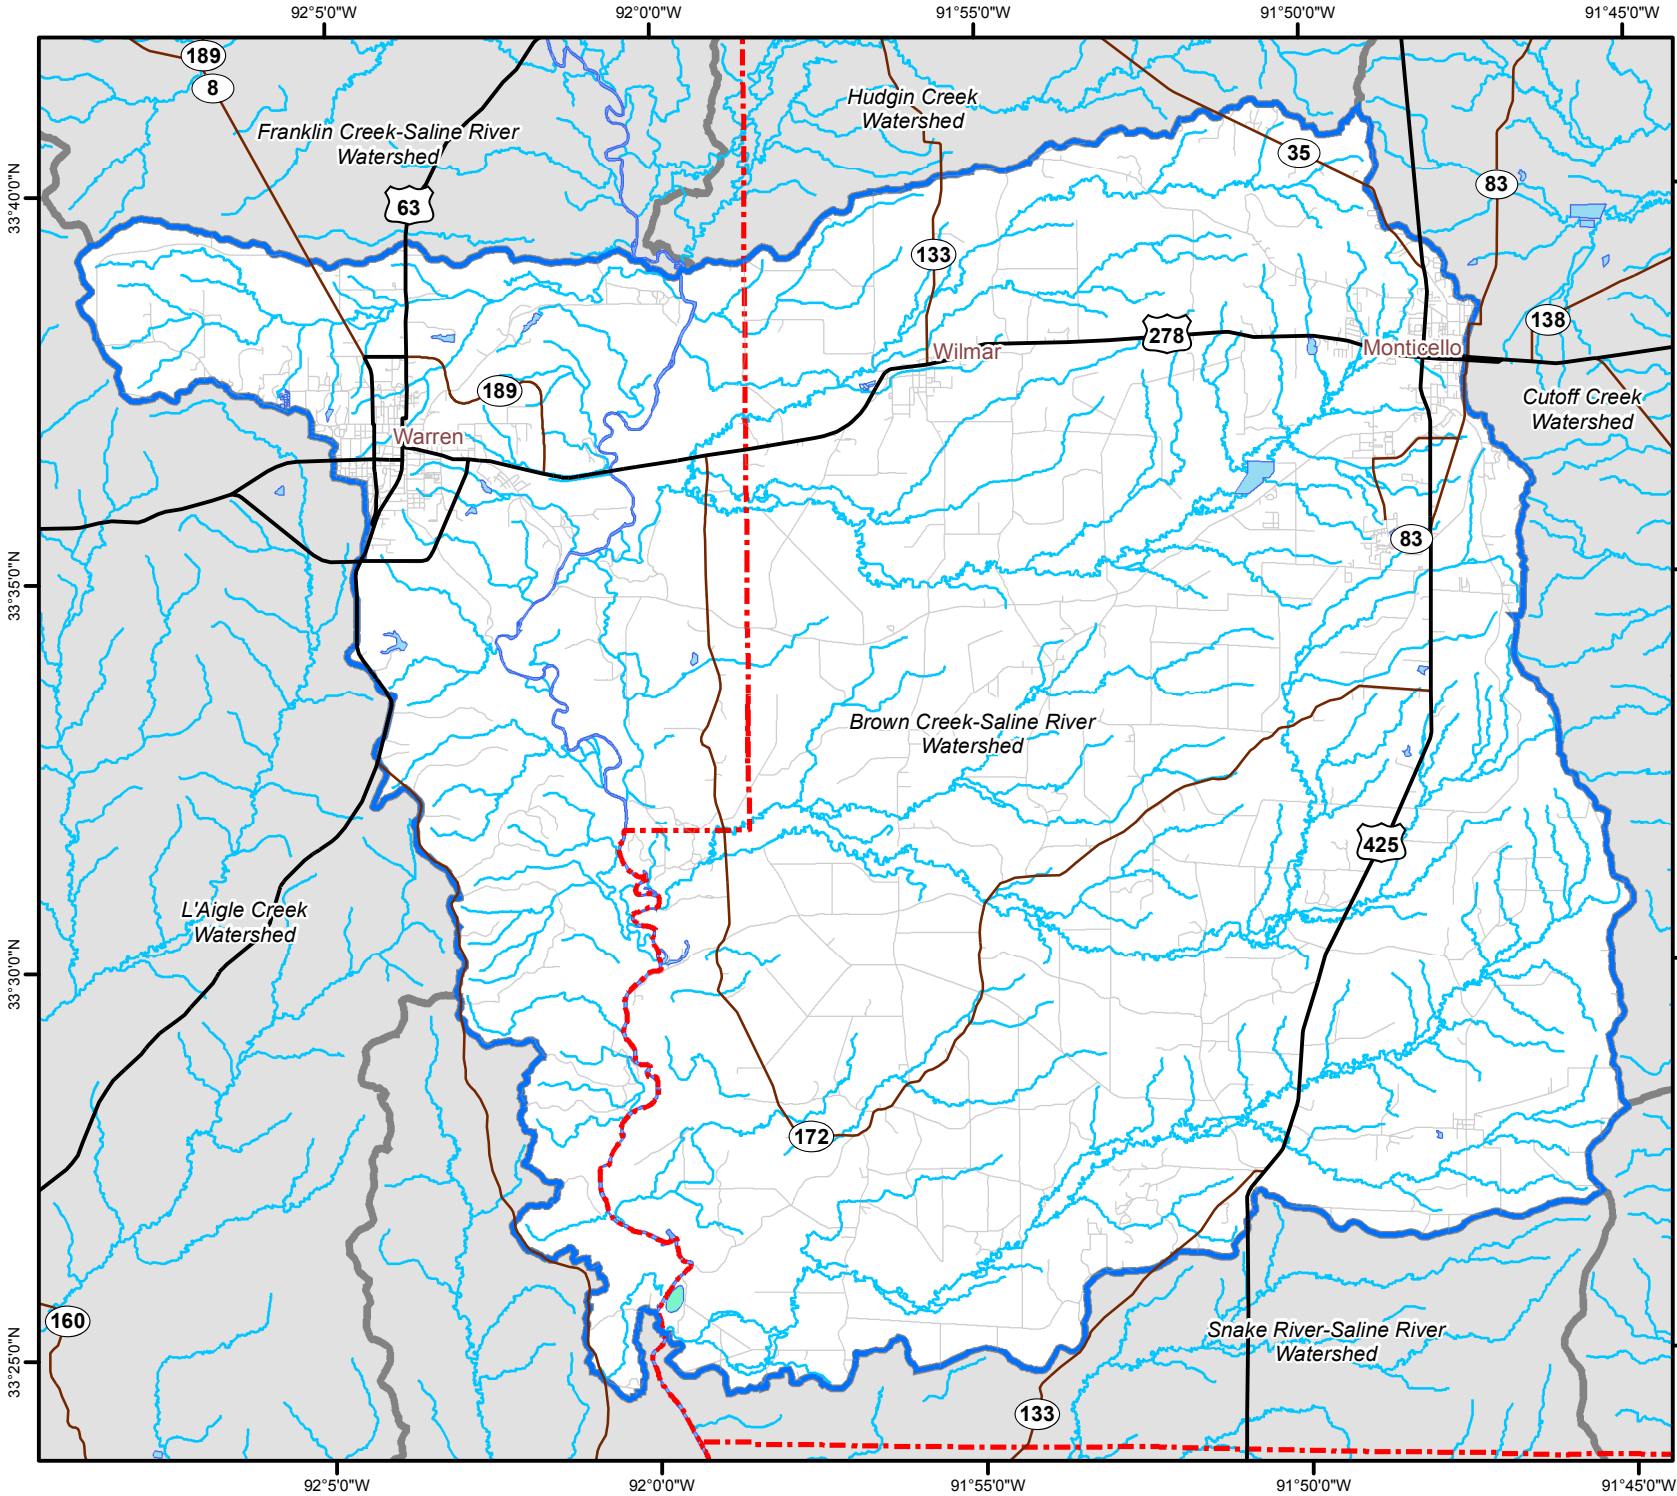 92°5'0"W
92°0'0"W
91°55'0"W
91°50'0"W
91°45'0"W
189
8
Hudgin Creek
Watershed
Franklin Creek-Saline River
Watershed
35
83
33°40'0"N
63
133
138
278
Wilmar
Monticello
189
Cutoff Creek
Watershed
Warren
83
33°35'0"N
Brown Creek-Saline River
Watershed
425
L'Aigle Creek
Watershed
33°30'0"N
172
160
Snake River-Saline River
Watershed
33°25'0"N
133
92°5'0"W
92°0'0"W
91°55'0"W
91°50'0"W
91°45'0"W